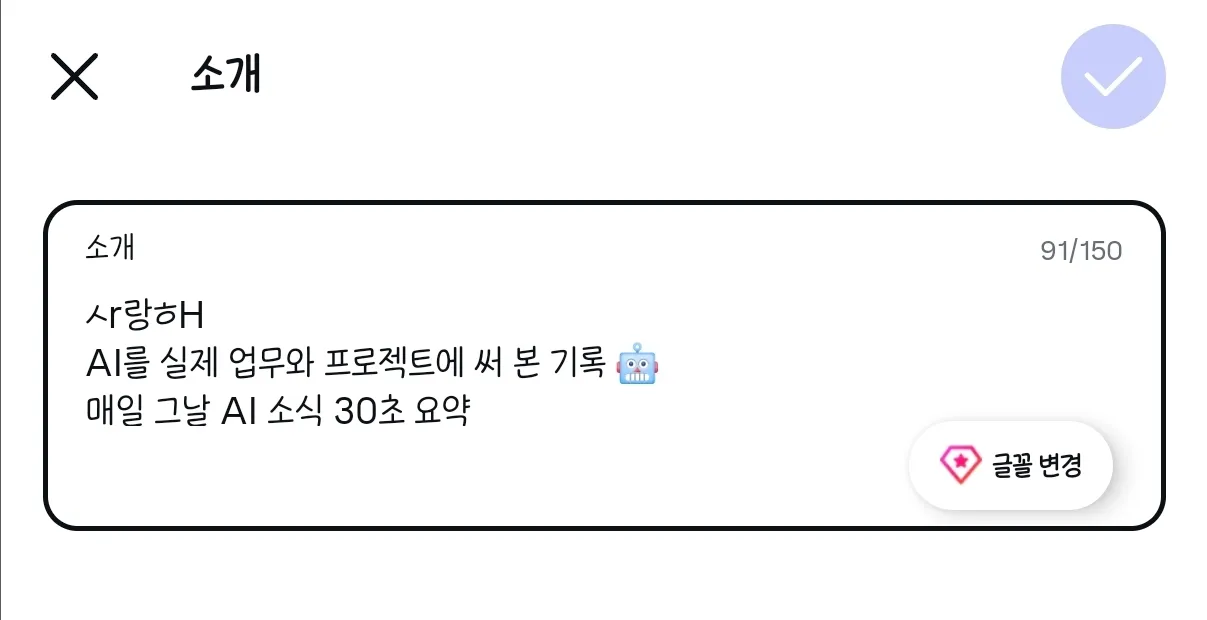 소개
소개
91/150
ㅅr랑ㅎH
AI를 실제 업무와 프로젝트에 써 본 기록 🤖
매일 그날 AI 소식 30초 요약
글꼴 변경